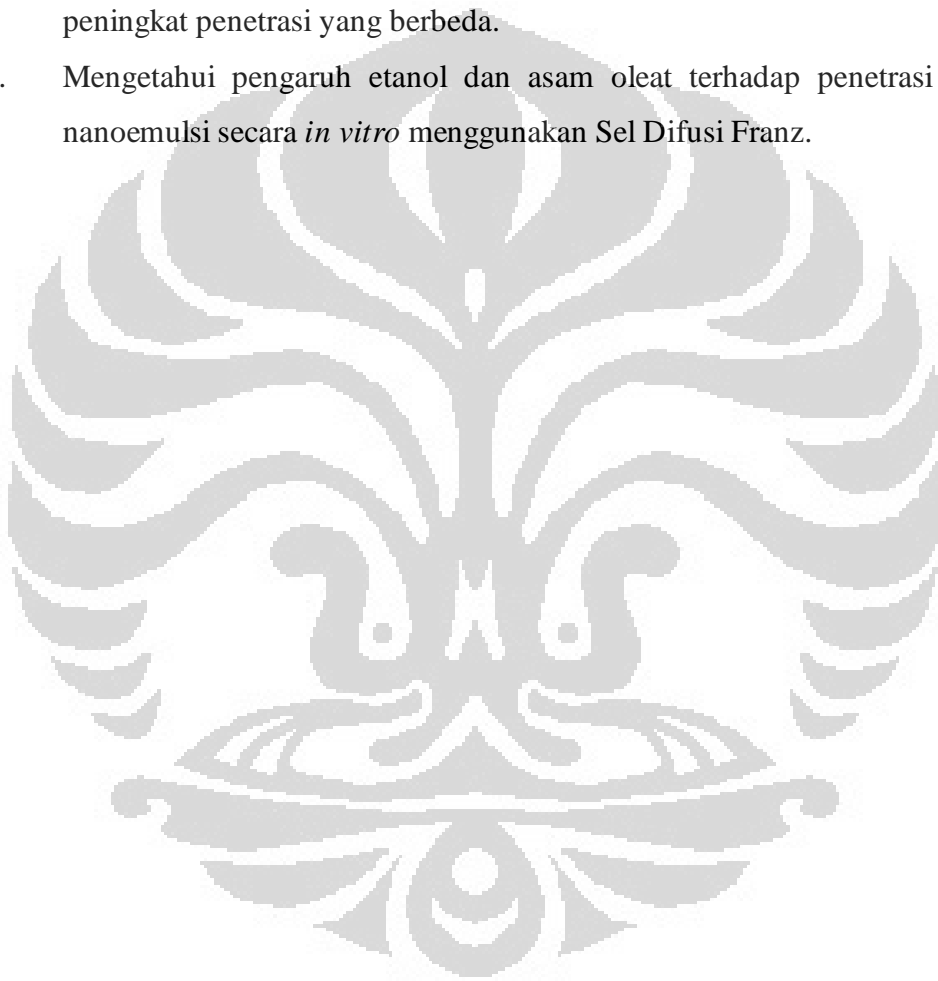 peningkat penetrasi yang berbeda.
. Mengetahui pengaruh etanol dan asam oleat terhadap penetrasi
nanoemulsi secara in vitro menggunakan Sel Difusi Franz.